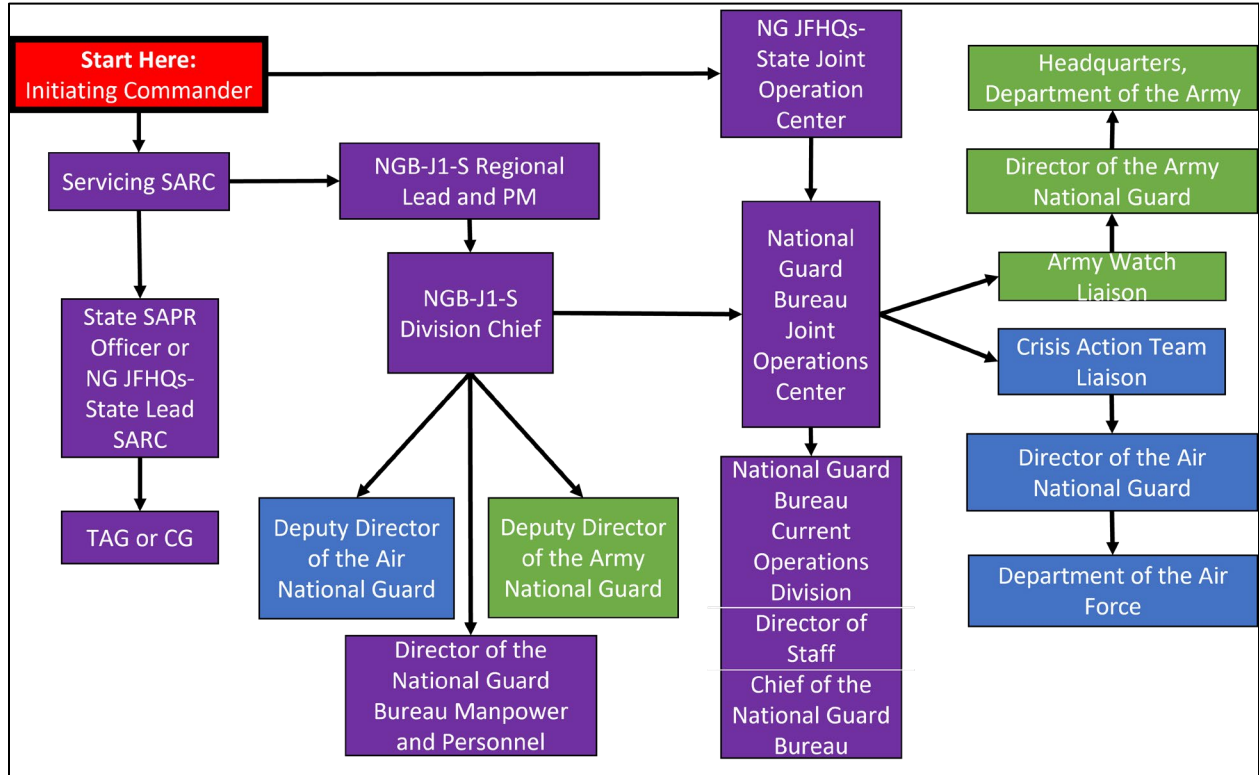 Start Here:
Initiating Commander
Servicing SARC
State SAPR
Officer or
NG JFHQs-
State Lead
SARC
TAG or CG
NGB-J1-S Regional
Lead and PM
NGB-J1-S
Division Chief
Deputy Director
of the Air
National Guard
Deputy Director
of the Army
National Guard
Director of the
National Guard
Bureau Manpower
and Personnel
NG JFHQs-
State Joint
Operation
Center
National
Guard
Bureau
Joint
Operations
Center
National Guard
Bureau
Current
Operations
Division
Director of
Staff
Chief of the
National Guard
Bureau
Headquarters,
Department of the Army
Director of the Army
National Guard
Army Watch
Liaison
Crisis Action Team
Liaison
Director of the Air
National Guard
Department of the Air
Force